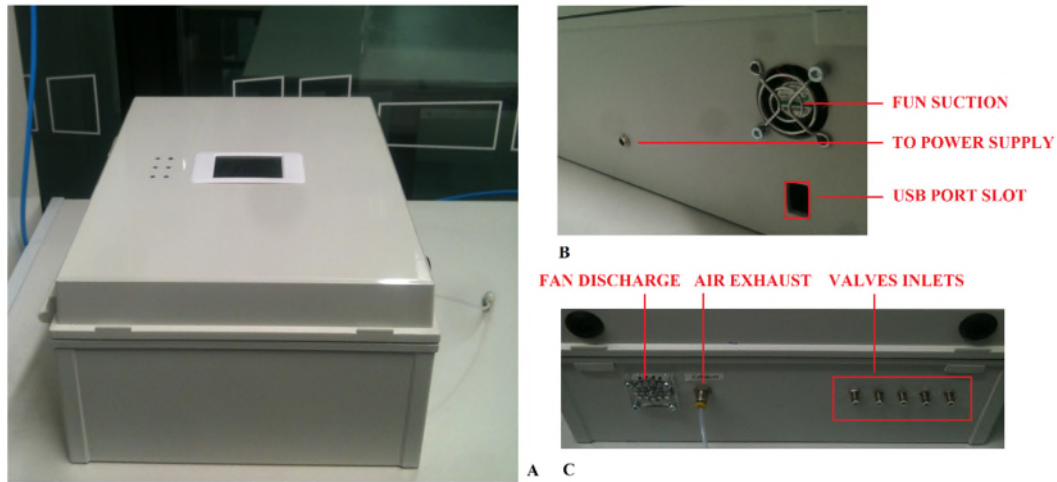 FUN SUCTION
TO POWER SUPPLY
USB PORT SLOT
B
FAN DISCHARGE AIR EXHAUST VALVES INLETS
A C